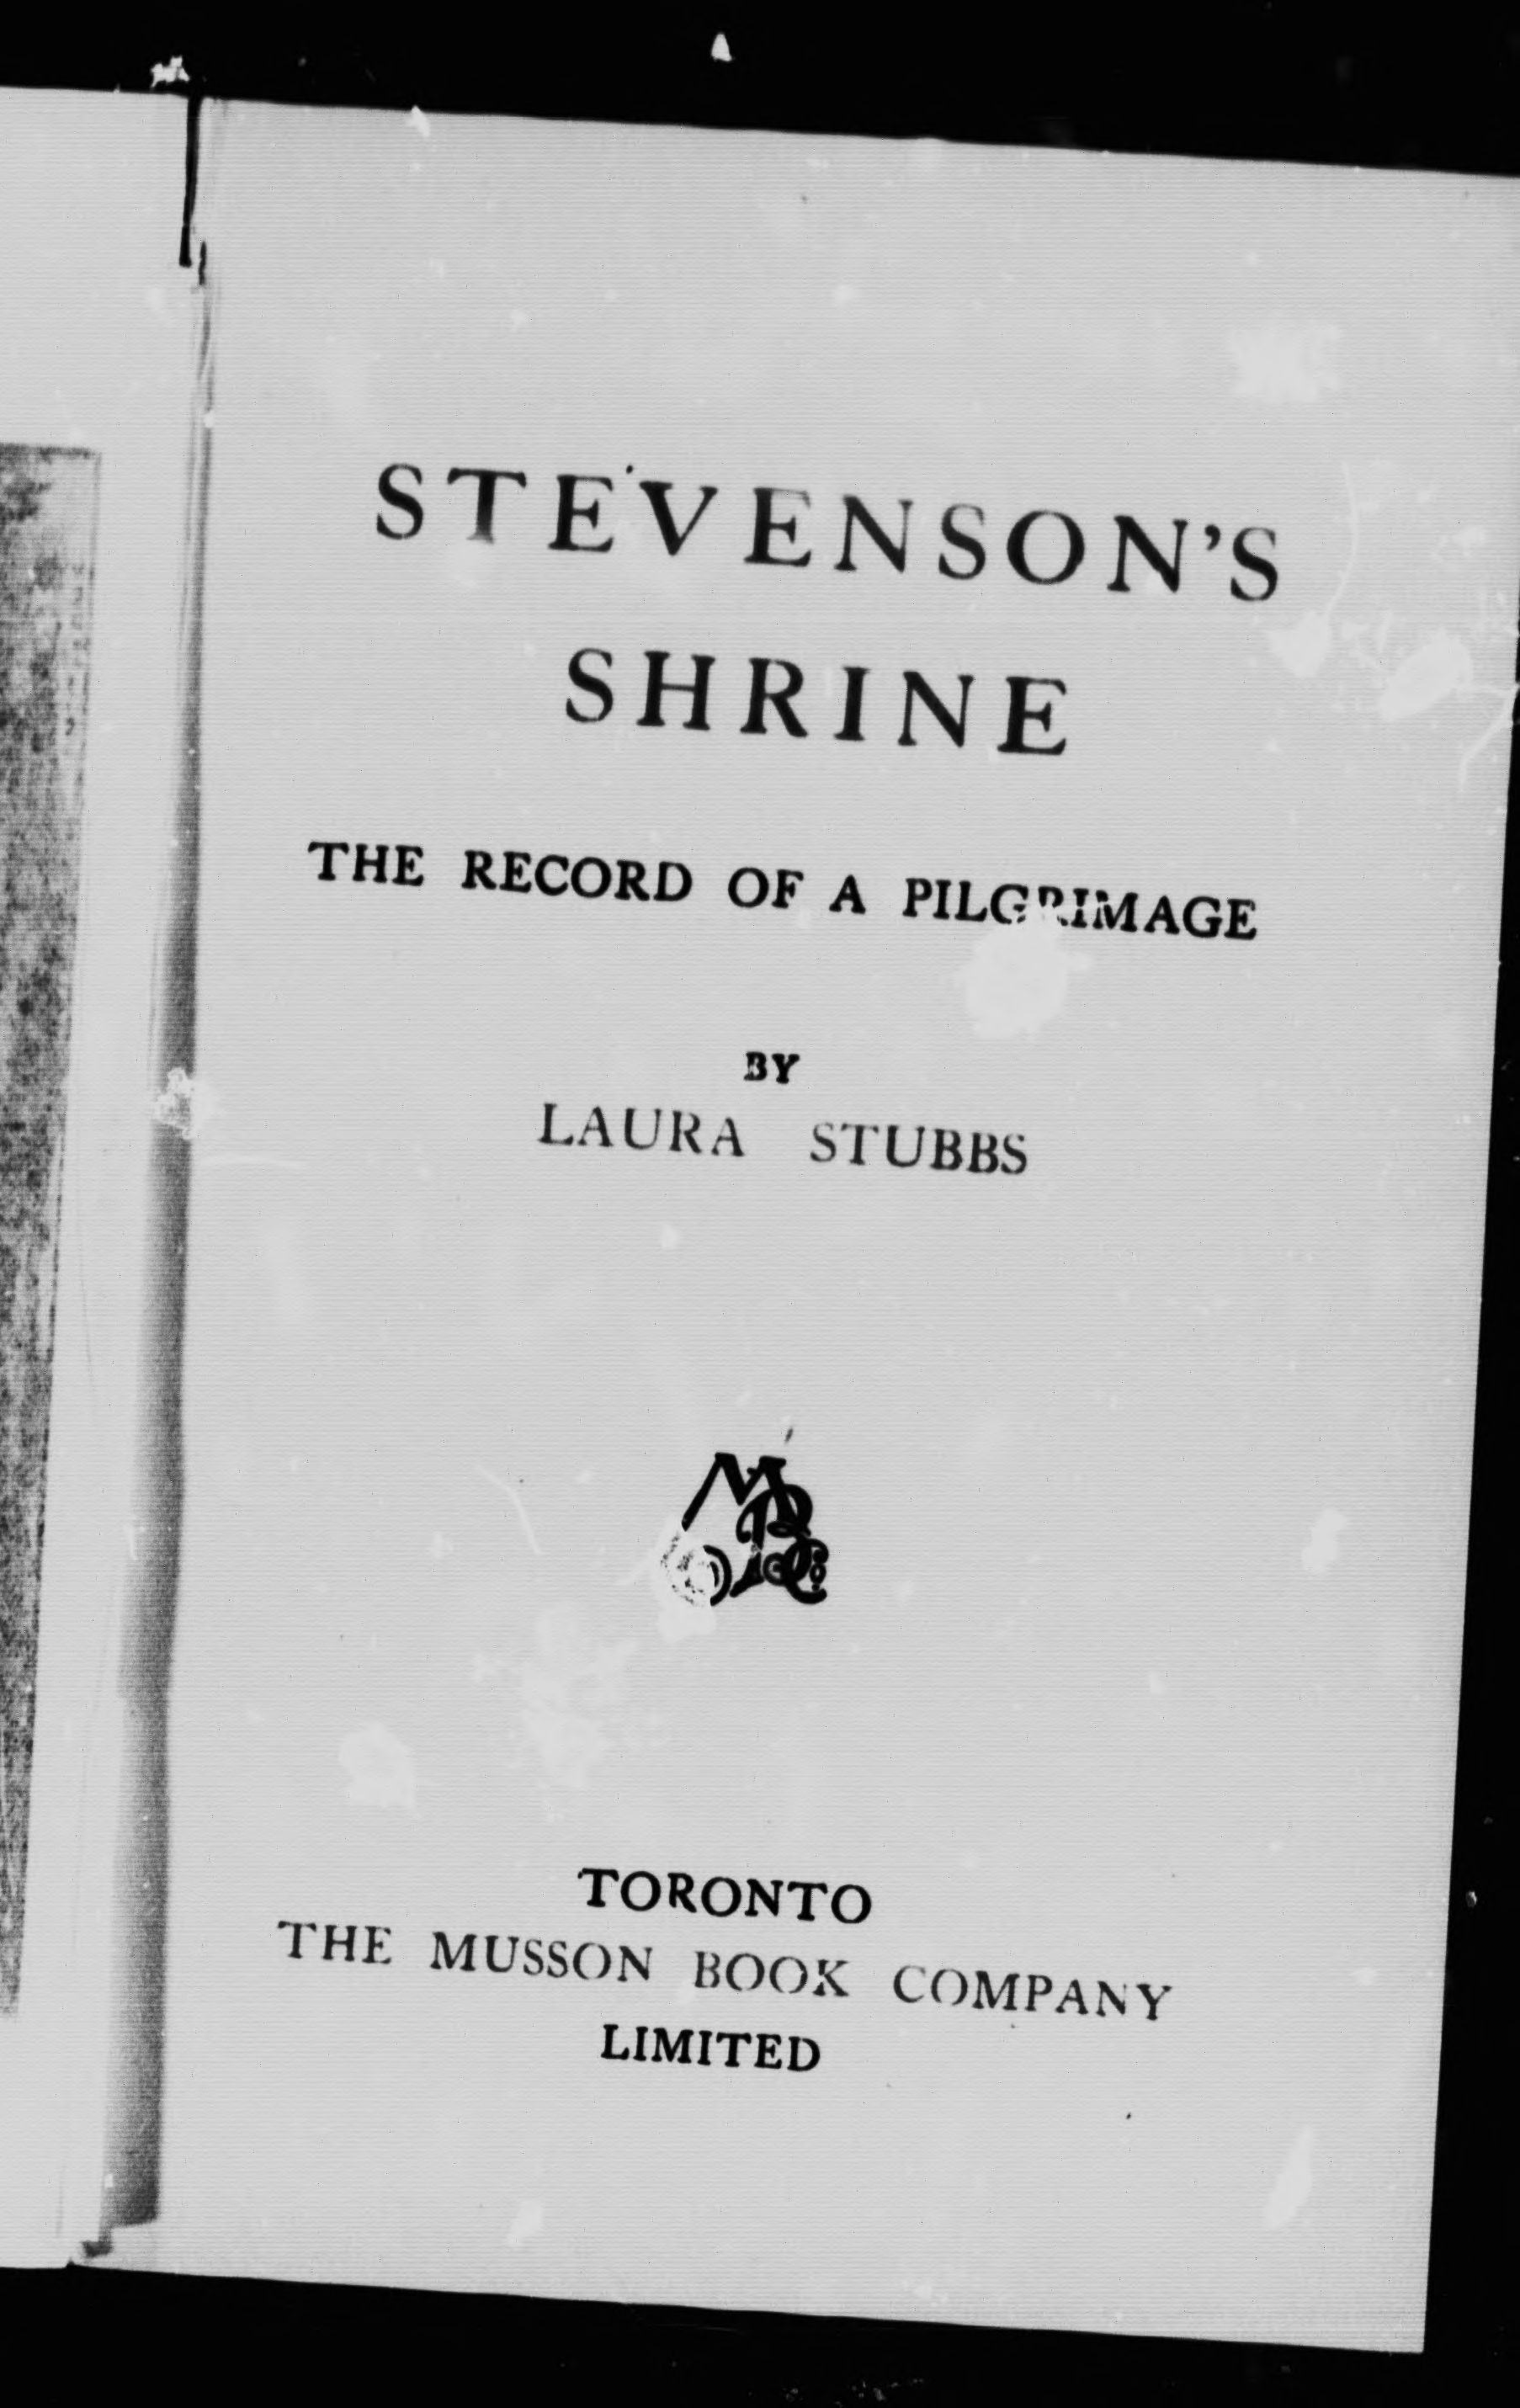 STEVENSON'S
SHRINE
THE RECORD OF A PILGRIMAGE
BY
LAURA STUBBS
TORONTO
THE MUSSON BOOK COMPANY
LIMITED